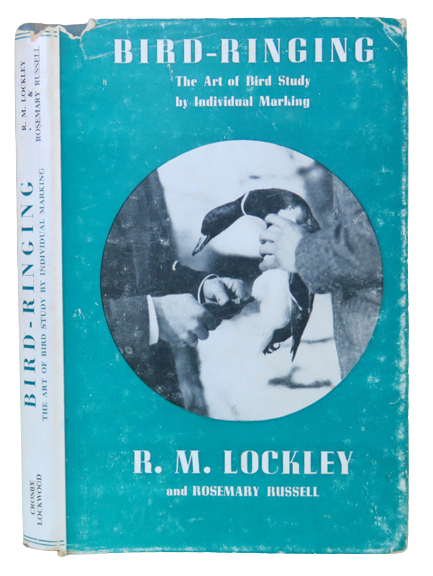 BIRD-RINGING
The Art of Bird Study
by Individual Marking
R. M. LOCKLEY
and ROSEMARY RUSSELL
R. M. LOCKLEY
&
ROSEMARY RUSSELL
BIRD-RINGING
THE ART OF BIRD STUDY BY INDIVIDUAL MARKING
CROSBY
LOCKWOOD